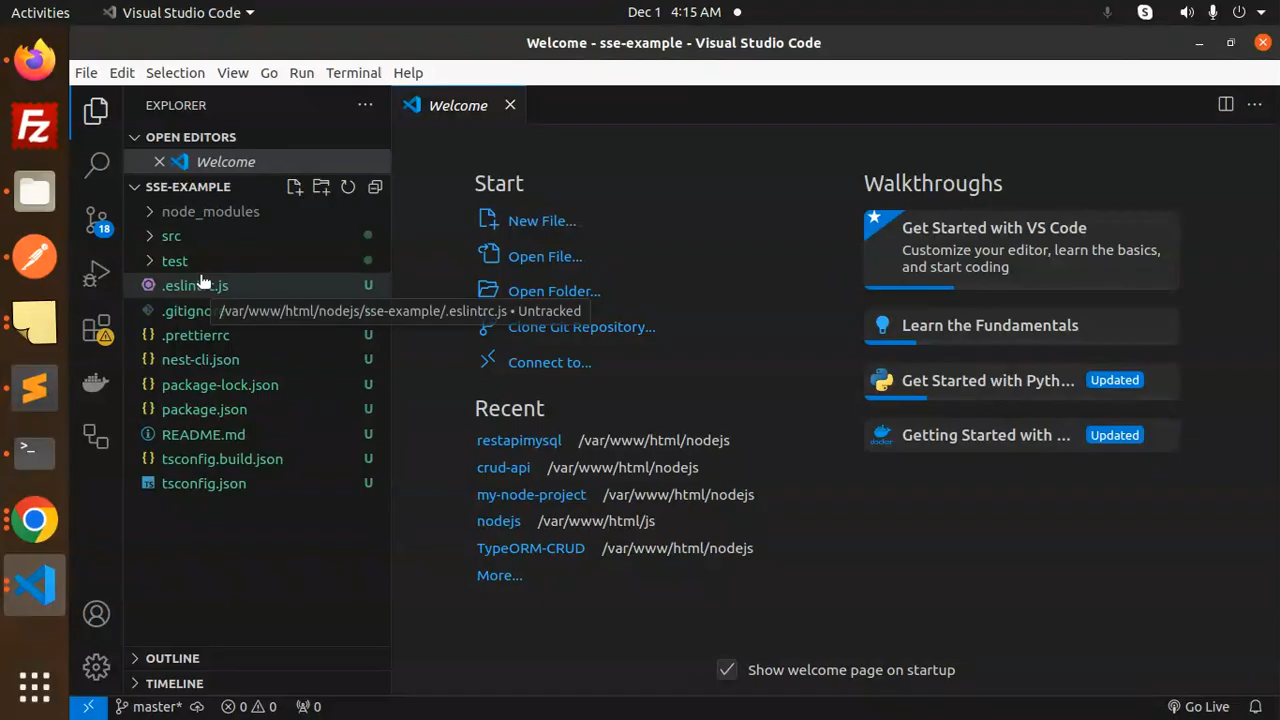 Activities
Visual Studio Code
Dec 1 4:15 AM
S
Welcome - sse-example - Visual Studio Code
File Edit Selection View Go Run Terminal Help
EXPLORER
Welcome
OPEN EDITORS
Welcome
SSE-EXAMPLE
node_modules
src
test
.eslintrc.js U
.gitigno
/var/www/html/nodejs/sse-example/.eslintrc.js • Untracked
.prettierrc U
nest-cli.json U
package-lock.json U
package.json U
README.md U
tsconfig.build.json U
tsconfig.json U
OUTLINE
TIMELINE
18
Start
New File...
Open File...
Open Folder...
Clone Git Repository...
Connect to...
Recent
restapimysql /var/www/html/nodejs
crud-api /var/www/html/nodejs
my-node-project /var/www/html/nodejs
nodejs /var/www/html/js
TypeORM-CRUD /var/www/html/nodejs
More...
Walkthroughs
Get Started with VS Code
Customize your editor, learn the basics,
and start coding
Learn the Fundamentals
Get Started with Pyth... Updated
Getting Started with ... Updated
Show welcome page on startup
master* 0 0 0 Go Live